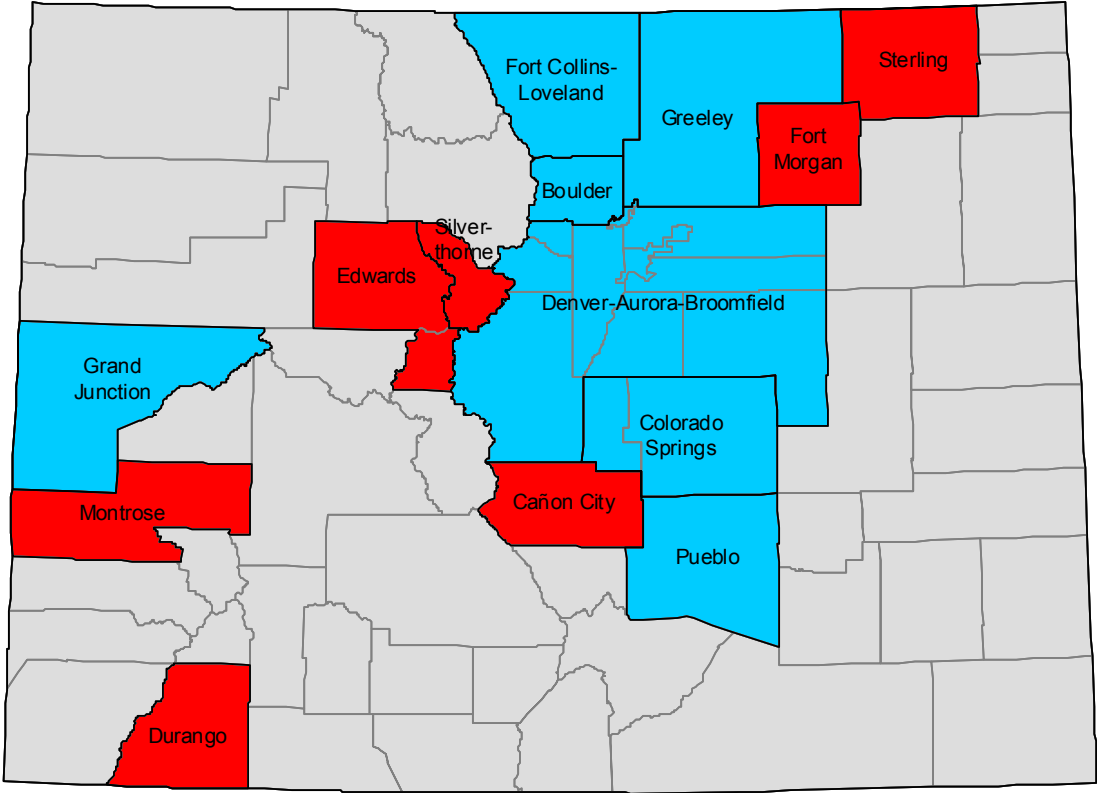 Sterling
Fort Collins-
Loveland
Greeley
Fort
Morgan
Boulder
Silver-
thorne
Edwards
Denver-Aurora-Broomfield
Grand
Junction
Colorado
Springs
Cañon City
Montrose
Pueblo
Durango